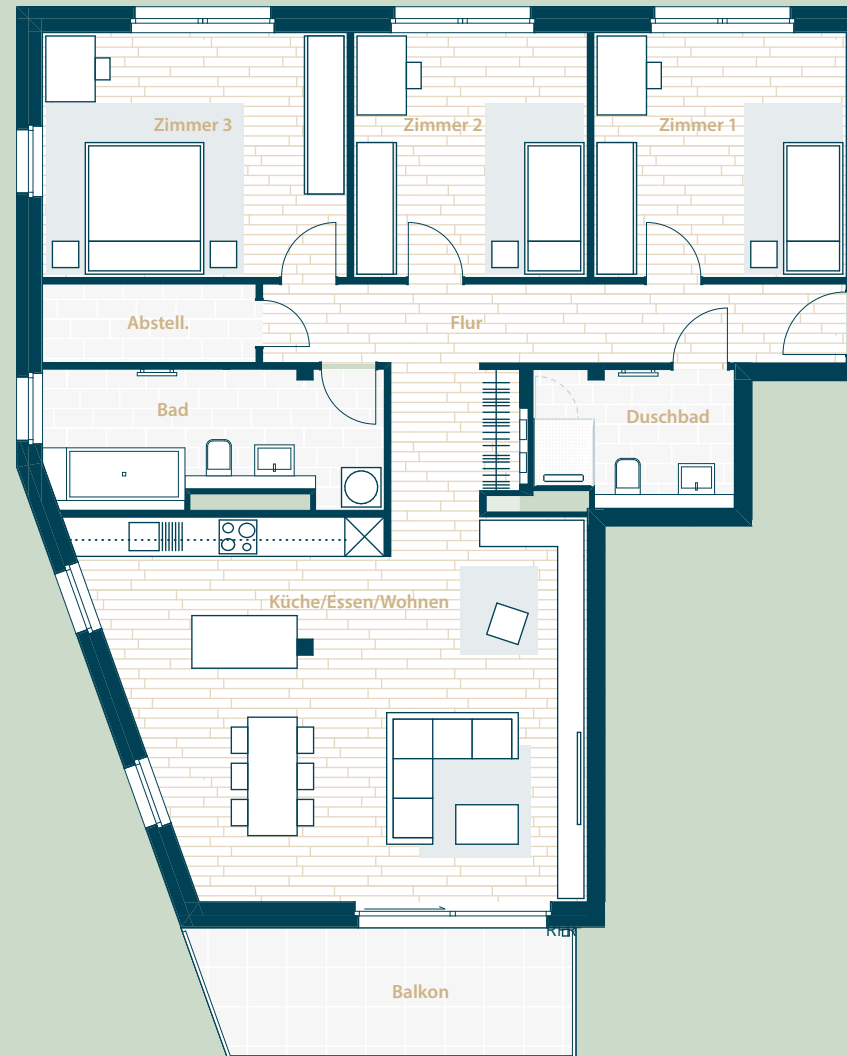 Zimmer 3
Zimmer 2
Zimmer 1
Abstell.
Flur
Bad
Duschbad
Küche/Essen/Wohnen
Balkon